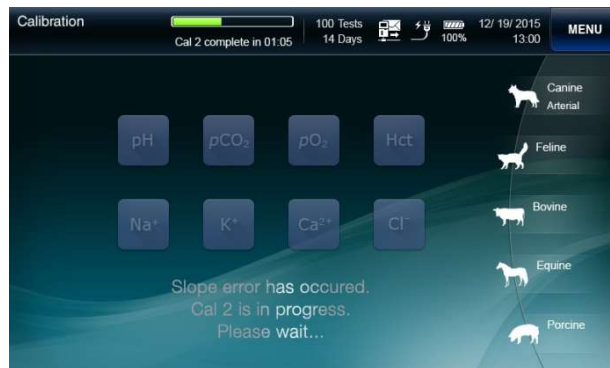 Calibration
Cal 2 complete in 01:05
100 Tests
14 Days
100%
12/ 19/ 2015
13:00
MENU
Canine
Arterial
Feline
Bovine
Equine
Porcine
pH
pCO₂
pO₂
Hct
Na⁺
K⁺
Ca²⁺
Cl⁻
Slope error has occured.
Cal 2 is in progress.
Please wait...